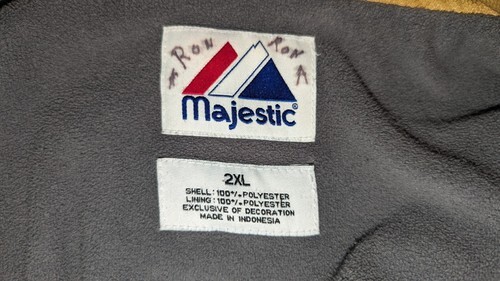 RON RON
majestic®
2XL
SHELL: 100% POLYESTER
LINING: 100% POLYESTER
EXCLUSIVE OF DECORATION
MADE IN INDONESIA